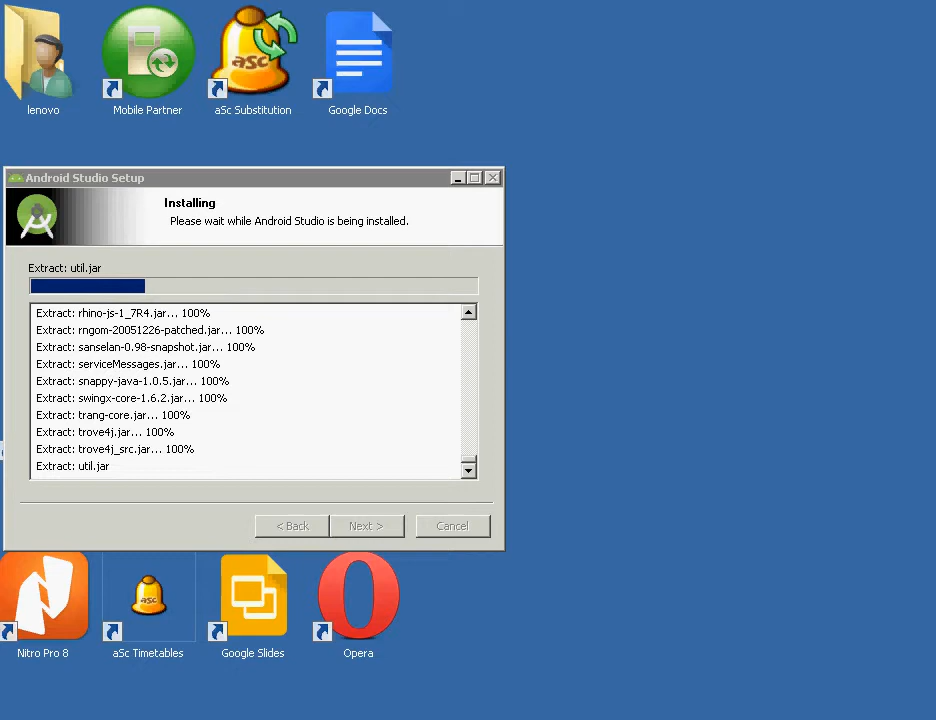 lenovo
Mobile Partner
aSc
aSc Substitution
Google Docs
Android Studio Setup
Installing
Please wait while Android Studio is being installed.
Extract: util.jar
Extract: rhino-js-1_7R4.jar... 100%
Extract: rngom-20051226-patched.jar... 100%
Extract: sanselan-0.98-snapshot.jar... 100%
Extract: serviceMessages.jar... 100%
Extract: snappy-java-1.0.5.jar... 100%
Extract: swingx-core-1.6.2.jar... 100%
Extract: trang-core.jar... 100%
Extract: trove4j.jar... 100%
Extract: trove4j_src.jar... 100%
Extract: util.jar
< Back
Next >
Cancel
aSc
Nitro Pro 8
aSc Timetables
Google Slides
Opera